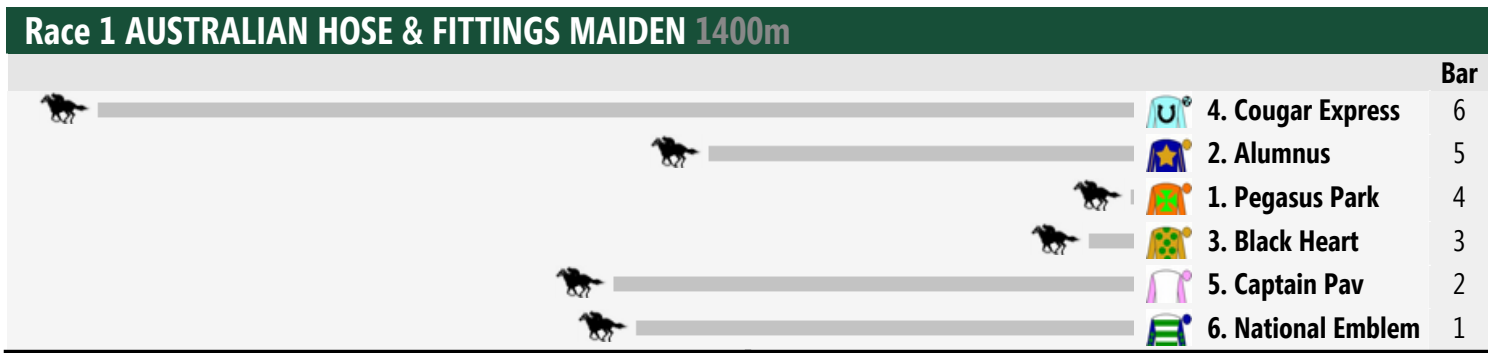 Race 1 AUSTRALIAN HOSE & FITTINGS MAIDEN 1400m
Bar
4. Cougar Express 6
2. Alumnus 5
1. Pegasus Park 4
3. Black Heart 3
5. Captain Pav 2
6. National Emblem 1